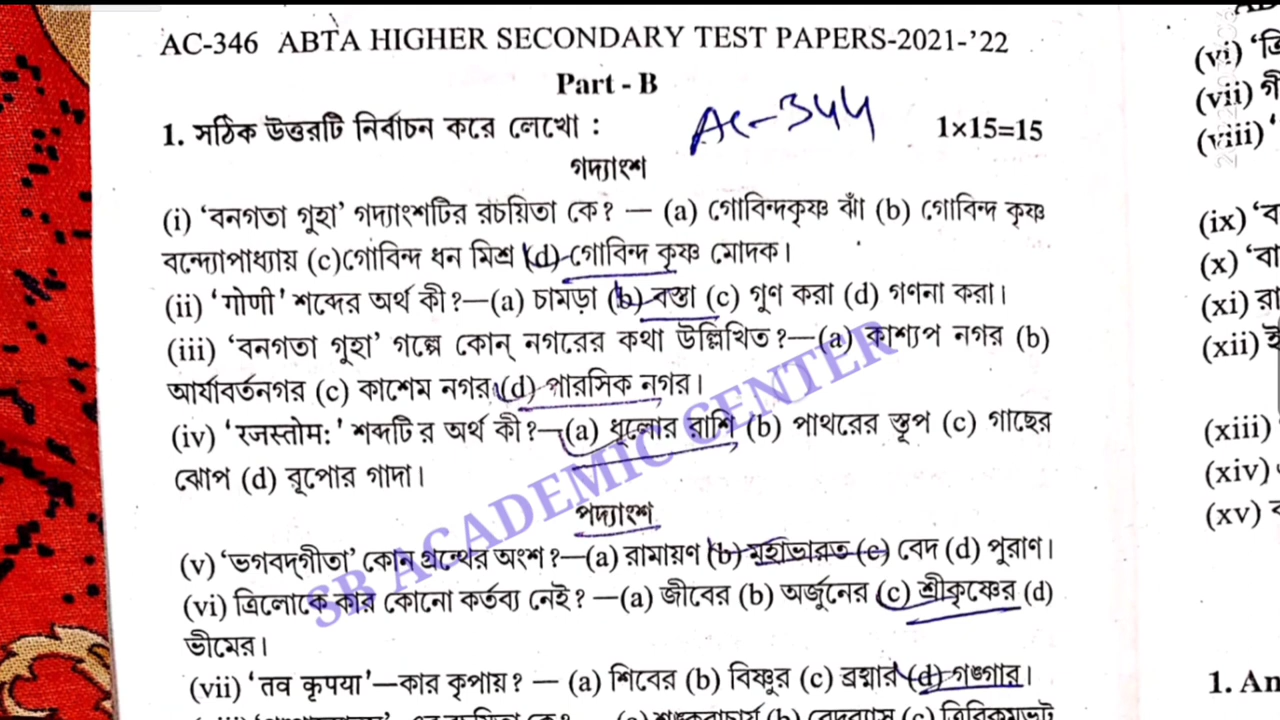 AC-346 ABTA HIGHER SECONDARY TEST PAPERS-2021-'22
Part - B
AC-344
1. সঠিক উত্তরটি নির্বাচন করে লেখো : 1×15=15
গদ্যাংশ
(i) 'বনগতা গুহা' গদ্যাংশটির রচয়িতা কে? — (a) গোবিন্দকৃষ্ণ ঝাঁ (b) গোবিন্দ কৃষ্ণ
বন্দ্যোপাধ্যায় (c)গোবিন্দ ধন মিশ্র (d) গোবিন্দ কৃষ্ণ মোদক।
(ii) 'গোণী' শব্দের অর্থ কী?—(a) চামড়া (b) বস্তা (c) গুণ করা (d) গণনা করা।
(iii) 'বনগতা গুহা' গল্পে কোন্ নগরের কথা উল্লিখিত?—(a) কাশ্যপ নগর (b)
আর্যাবর্তনগর (c) কাশেম নগর (d) পারসিক নগর।
(iv) 'রজস্তোম:' শব্দটি র অর্থ কী?—(a) ধূলোর রাশি (b) পাথরের স্তূপ (c) গাছের
ঝোপ (d) রূপোর গাদা।
পদ্যাংশ
(v) 'ভগবদ্‌গীতা' কোন গ্রন্থের অংশ?—(a) রামায়ণ (b) মহাভারত (c) বেদ (d) পুরাণ।
(vi) ত্রিলোকে কার কোনো কর্তব্য নেই? —(a) জীবের (b) অর্জুনের (c) শ্রীকৃষ্ণের (d)
ভীমের।
(vii) 'তব কৃপয়া'—কার কৃপায়? — (a) শিবের (b) বিষ্ণুর (c) ব্রহ্মার (d) গঙ্গার।
(a) শঙ্করাচার্য (b) বেদব্যাস (c) ত্রিবিক্রমভট্ট
SB ACADEMIC CENTER
(vi)
(vii)
(viii)
(ix)
(x)
(xi)
(xii)
(xiii)
(xiv)
(xv)
1. An